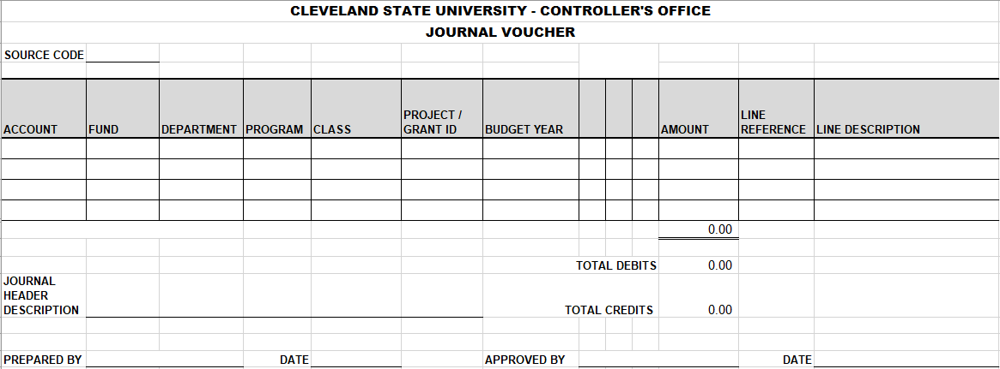 CLEVELAND STATE UNIVERSITY - CONTROLLER'S OFFICE
JOURNAL VOUCHER
SOURCE CODE
ACCOUNT FUND DEPARTMENT PROGRAM CLASS PROJECT / GRANT ID BUDGET YEAR AMOUNT LINE REFERENCE LINE DESCRIPTION
0.00
TOTAL DEBITS 0.00
JOURNAL
HEADER
DESCRIPTION TOTAL CREDITS 0.00
PREPARED BY DATE APPROVED BY DATE